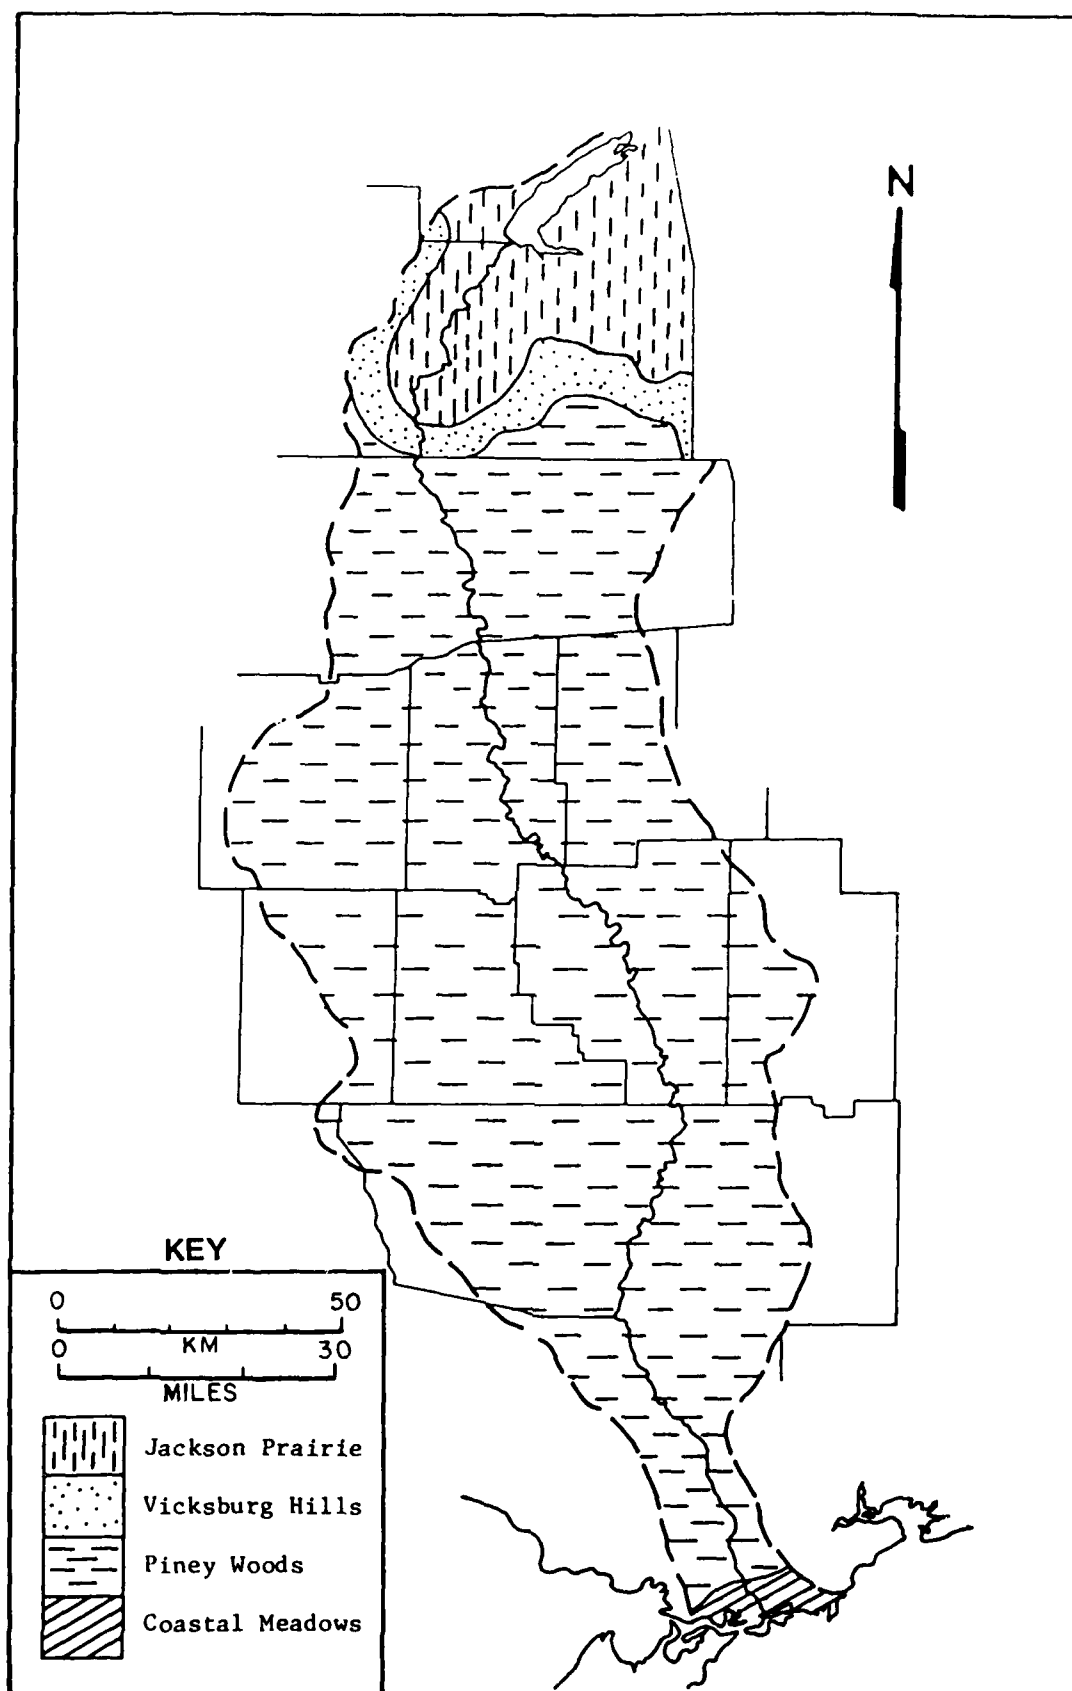 N
KEY
0 50
KM
0 30
MILES
Jackson Prairie
Vicksburg Hills
Piney Woods
Coastal Meadows